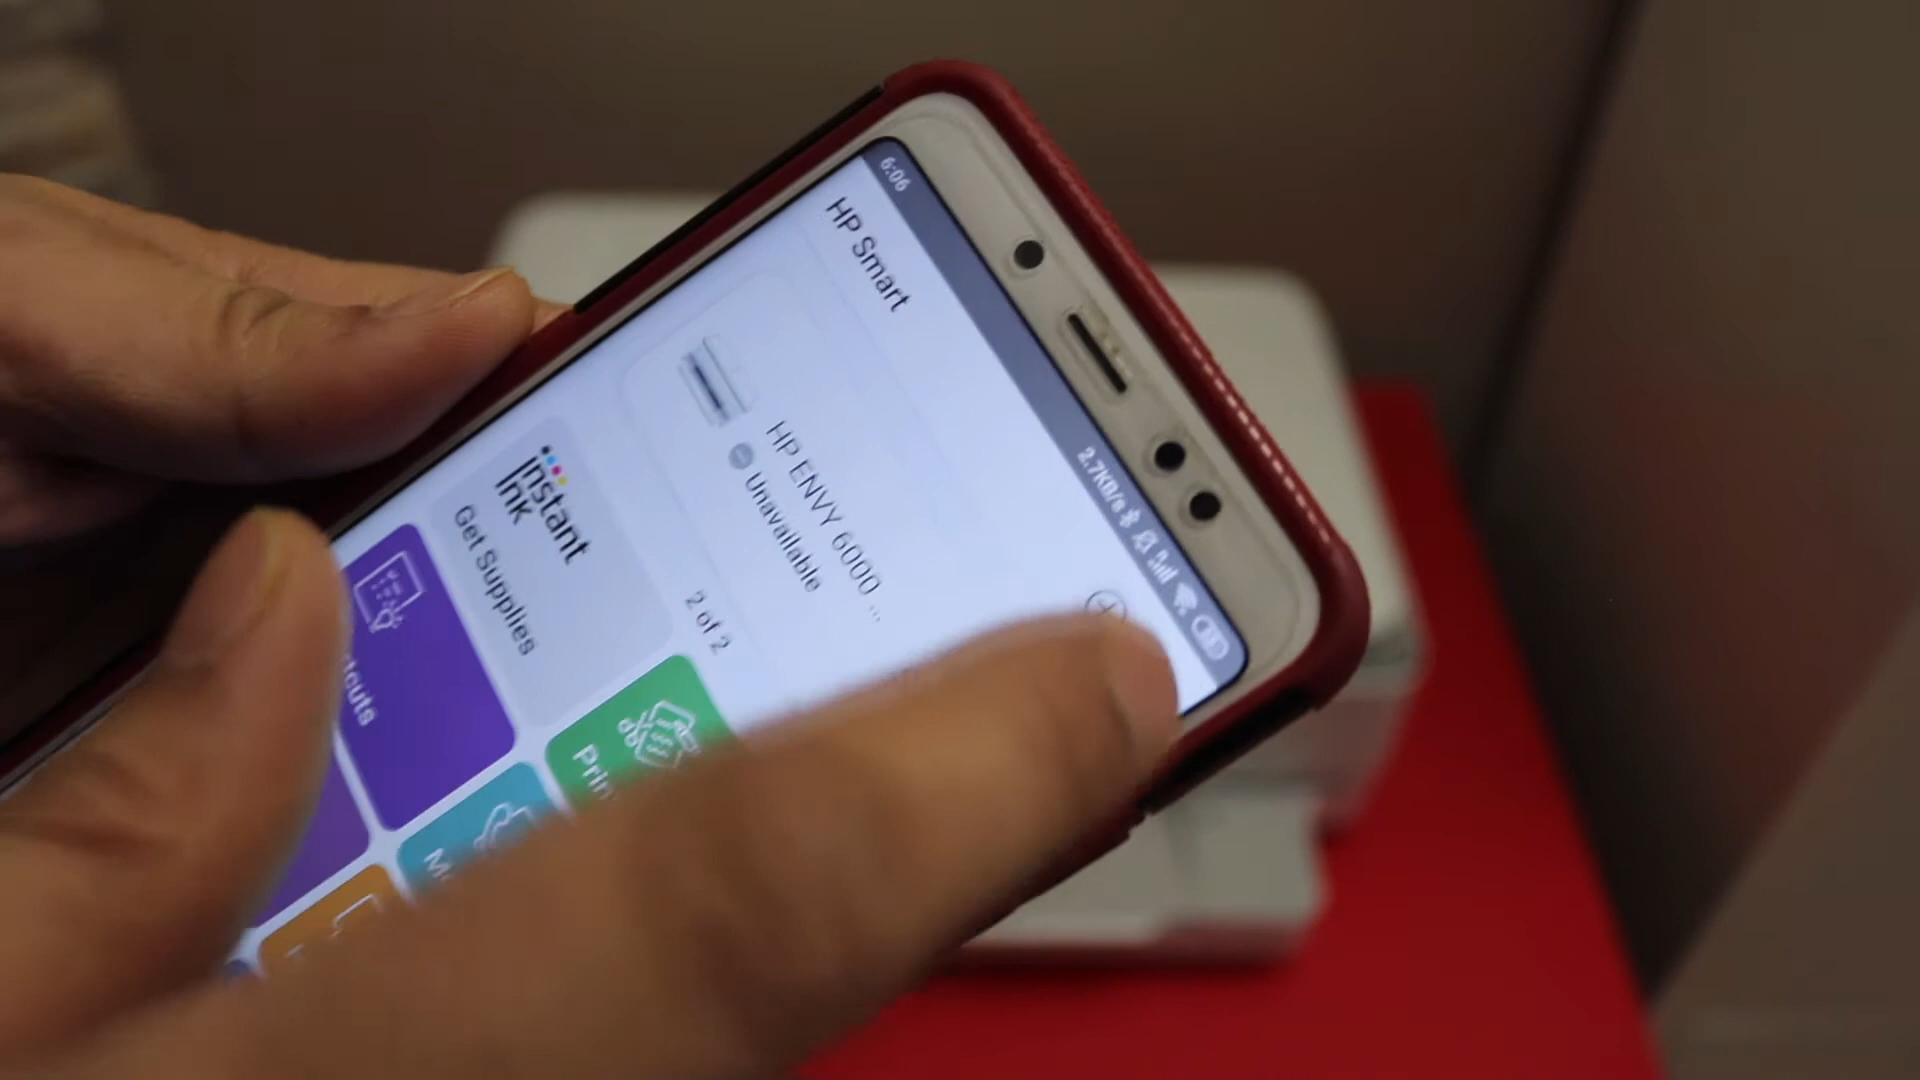 6:06
2.7KB/s
HP Smart
HP ENVY 6000 ...
Unavailable
2 of 2
Instant
Ink
Get Supplies